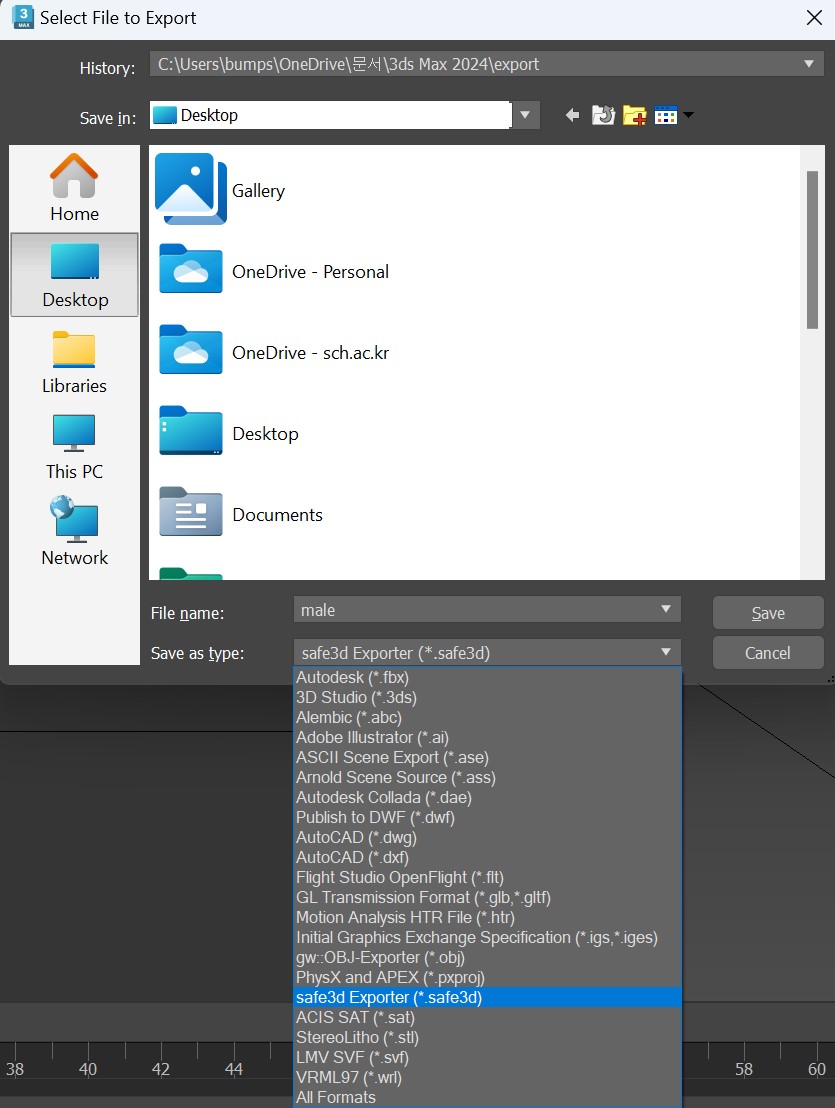 3
MAX
Select File to Export
History:
C:\Users\bumps\OneDrive\문서\3ds Max 2024\export
Save in:
Desktop
Home
Desktop
Libraries
This PC
Network
Gallery
OneDrive - Personal
OneDrive - sch.ac.kr
Desktop
Documents
File name:
male
Save
Save as type:
safe3d Exporter (*.safe3d)
Cancel
Autodesk (*.fbx)
3D Studio (*.3ds)
Alembic (*.abc)
Adobe Illustrator (*.ai)
ASCII Scene Export (*.ase)
Arnold Scene Source (*.ass)
Autodesk Collada (*.dae)
Publish to DWF (*.dwf)
AutoCAD (*.dwg)
AutoCAD (*.dxf)
Flight Studio OpenFlight (*.flt)
GL Transmission Format (*.glb,*.gltf)
Motion Analysis HTR File (*.htr)
Initial Graphics Exchange Specification (*.igs,*.iges)
gw::OBJ-Exporter (*.obj)
PhysX and APEX (*.pxproj)
safe3d Exporter (*.safe3d)
ACIS SAT (*.sat)
StereoLitho (*.stl)
LMV SVF (*.svf)
VRML97 (*.wrl)
All Formats
38 40 42 44 58 60